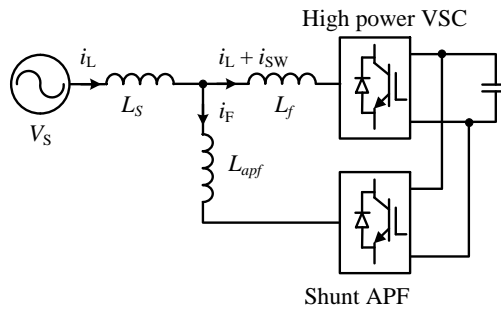 High power VSC
i_L
i_L + i_SW
L_S
L_f
i_F
V_S
L_apf
Shunt APF